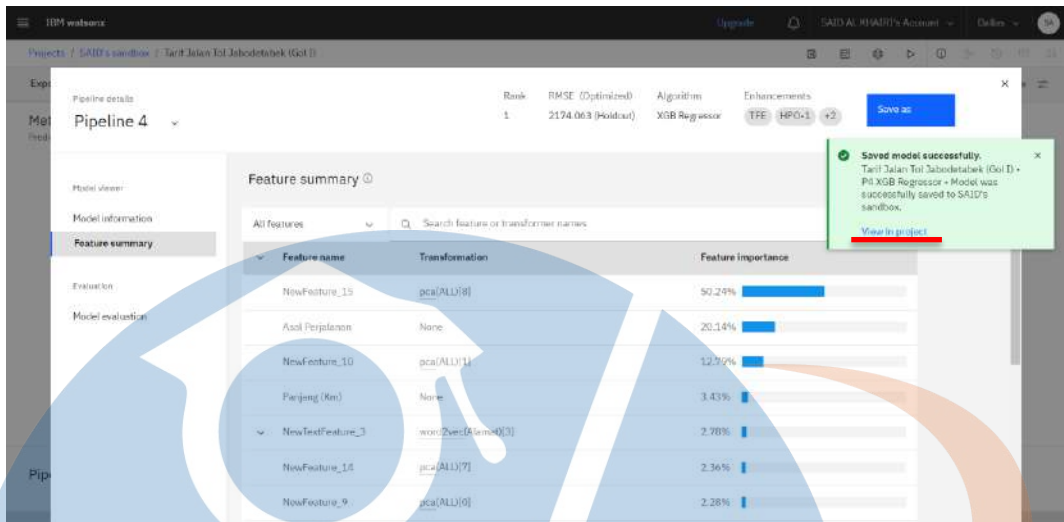 IBM watsonx
Upgrade
SAID AL KHAIRI's Account
Dallas
SA
Projects / SAID's sandbox / Tarif Jalan Tol Jabodetabek (Gol I)
Pipeline details
Pipeline 4
Rank
1
RMSE (Optimized)
2174.063 (Holdout)
Algorithm
XGB Regressor
Enhancements
TFE HPO-1 +2
Save as
Saved model successfully.
Tarif Jalan Tol Jabodetabek (Gol I) -
P4 XGB Regressor - Model was
successfully saved to SAID's
sandbox.
View in project
Model viewer
Model information
Feature summary
Evaluation
Model evaluation
Feature summary
All features
Search feature or transformer names
Feature name Transformation Feature importance
NewFeature_15 pca(ALL)[8] 50.24%
Asal Perjalanan None 20.14%
NewFeature_10 pca(ALL)[1] 12.79%
Panjang (Km) None 3.43%
NewTextFeature_3 word2vec(Alamat)[3] 2.78%
NewFeature_14 pca(ALL)[7] 2.36%
NewFeature_9 pca(ALL)[0] 2.28%